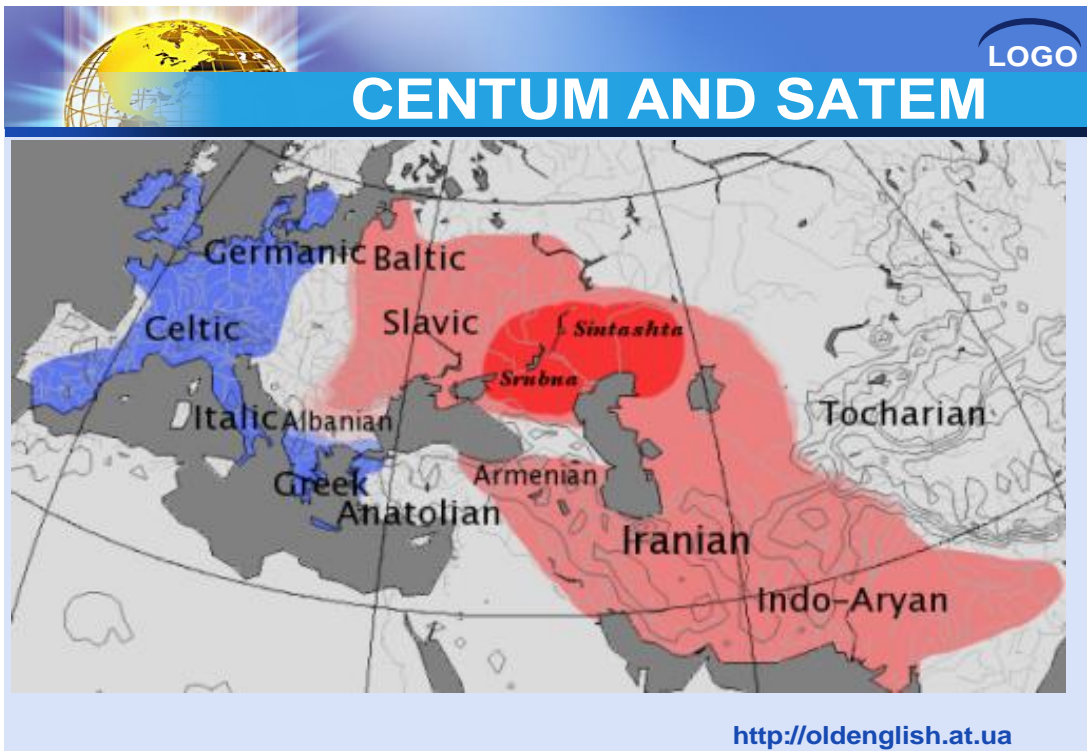 LOGO
CENTUM AND SATEM
Germanic Baltic
Celtic Slavic Sintashta
Srubna
Italic Albanian Tocharian
Greek Armenian
Anatolian
Iranian
Indo-Aryan
http://oldenglish.at.ua